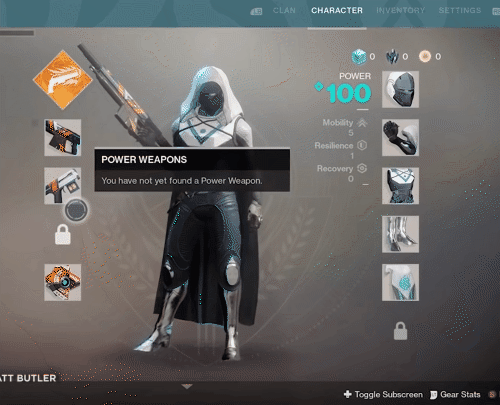 CLAN CHARACTER INVENTORY SETTINGS
0 0 0
POWER
100
Mobility
5
Resilience
1
Recovery
0
POWER WEAPONS
You have not yet found a Power Weapon.
ATT BUTLER
Toggle Subscreen Gear Stats